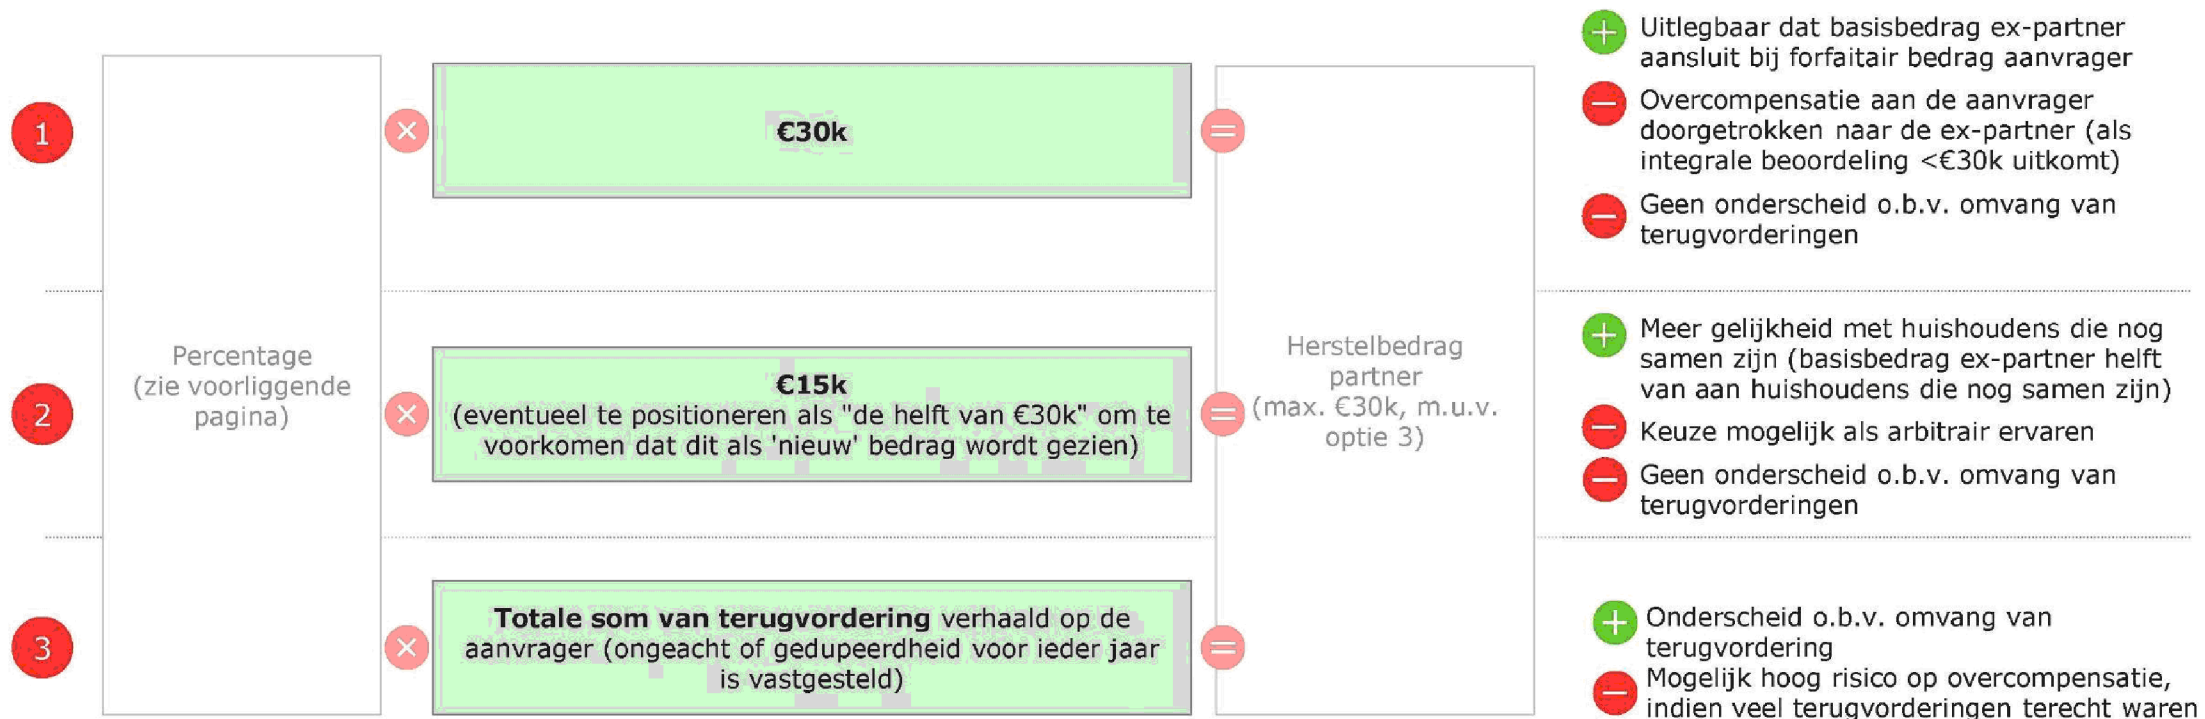 1
×
€30k
=
Uitlegbaar dat basisbedrag ex-partner
aansluit bij forfaitair bedrag aanvrager
Overcompensatie aan de aanvrager
doorgetrokken naar de ex-partner (als
integrale beoordeling <€30k uitkomt)
Geen onderscheid o.b.v. omvang van
terugvorderingen
Percentage
(zie voorliggende
pagina)
2
×
€15k
(eventueel te positioneren als "de helft van €30k" om te
voorkomen dat dit als 'nieuw' bedrag wordt gezien)
=
Herstelbedrag
partner
(max. €30k, m.u.v.
optie 3)
Meer gelijkheid met huishoudens die nog
samen zijn (basisbedrag ex-partner helft
van aan huishoudens die nog samen zijn)
Keuze mogelijk als arbitrair ervaren
Geen onderscheid o.b.v. omvang van
terugvorderingen
3
×
Totale som van terugvordering verhaald op de
aanvrager (ongeacht of gedupeerdheid voor ieder jaar
is vastgesteld)
=
Onderscheid o.b.v. omvang van
terugvordering
Mogelijk hoog risico op overcompensatie,
indien veel terugvorderingen terecht waren